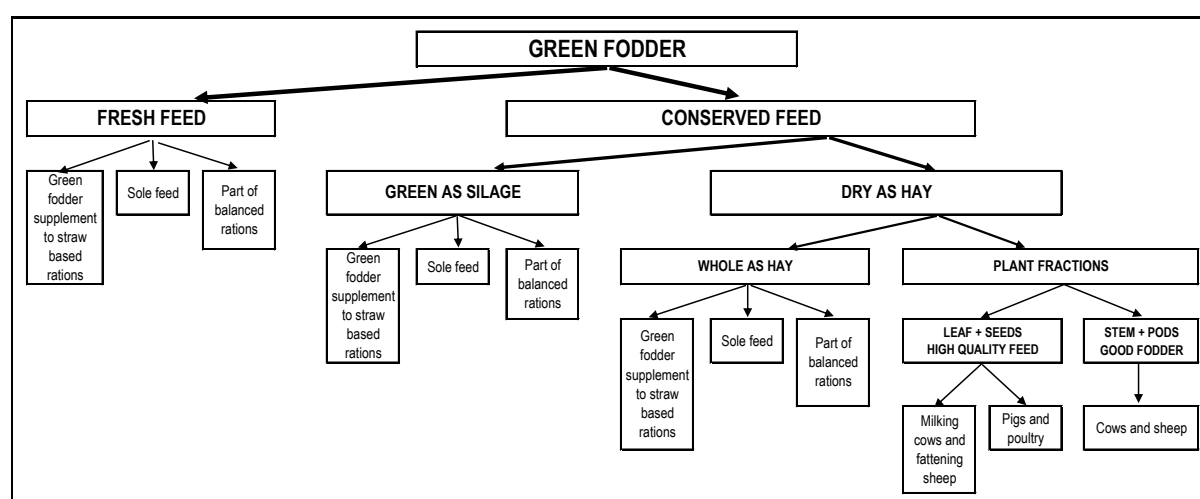 GREEN FODDER
FRESH FEED
CONSERVED FEED
Green
fodder
supplement
to straw
based
rations
Sole feed
Part of
balanced
rations
GREEN AS SILAGE
DRY AS HAY
Green
fodder
supplement
to straw
based
rations
Sole feed
Part of
balanced
rations
WHOLE AS HAY
PLANT FRACTIONS
Green
fodder
supplement
to straw
based
rations
Sole feed
Part of
balanced
rations
LEAF + SEEDS
HIGH QUALITY FEED
STEM + PODS
GOOD FODDER
Milking
cows and
fattening
sheep
Pigs and
poultry
Cows and sheep